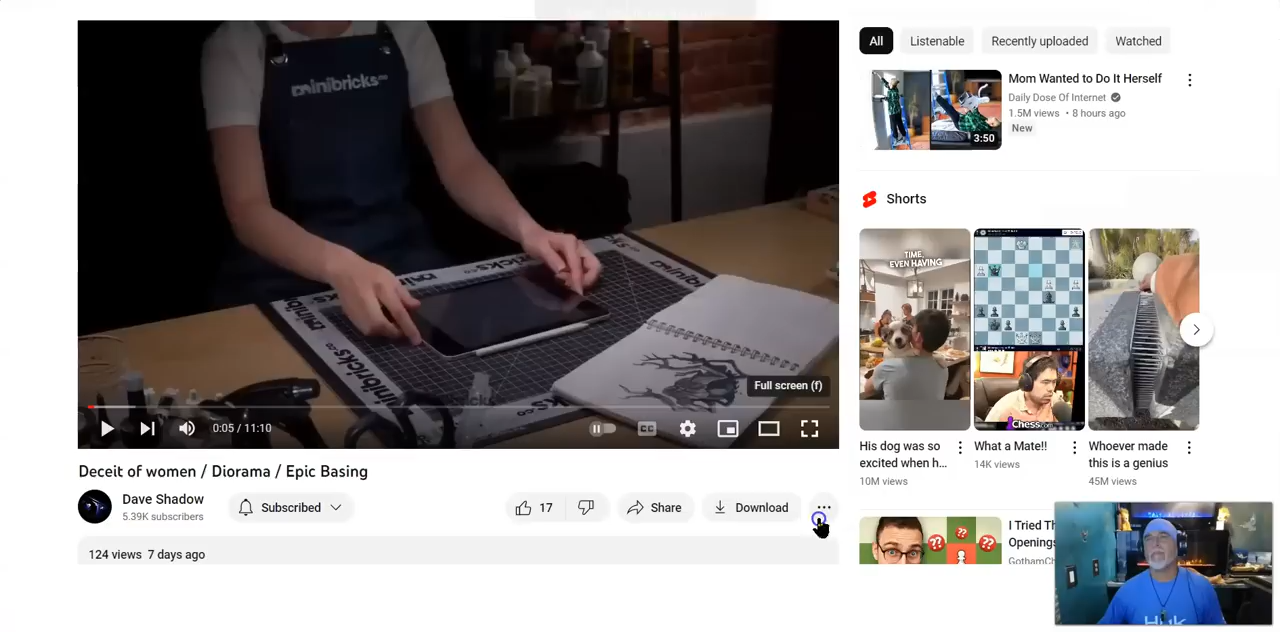 minibricks
Full screen (f)
0:05 / 11:10
CC
Deceit of women / Diorama / Epic Basing
Dave Shadow
5.39K subscribers
Subscribed
17
Share
Download
124 views 7 days ago
All
Listenable
Recently uploaded
Watched
Mom Wanted to Do It Herself
Daily Dose Of Internet
1.5M views • 8 hours ago
New
3:50
Shorts
TIME,
EVEN HAVING
Chess.com
His dog was so
excited when h...
10M views
What a Mate!!
14K views
Whoever made
this is a genius
45M views
??
?
??
I Tried Th
Openings
GothamCh